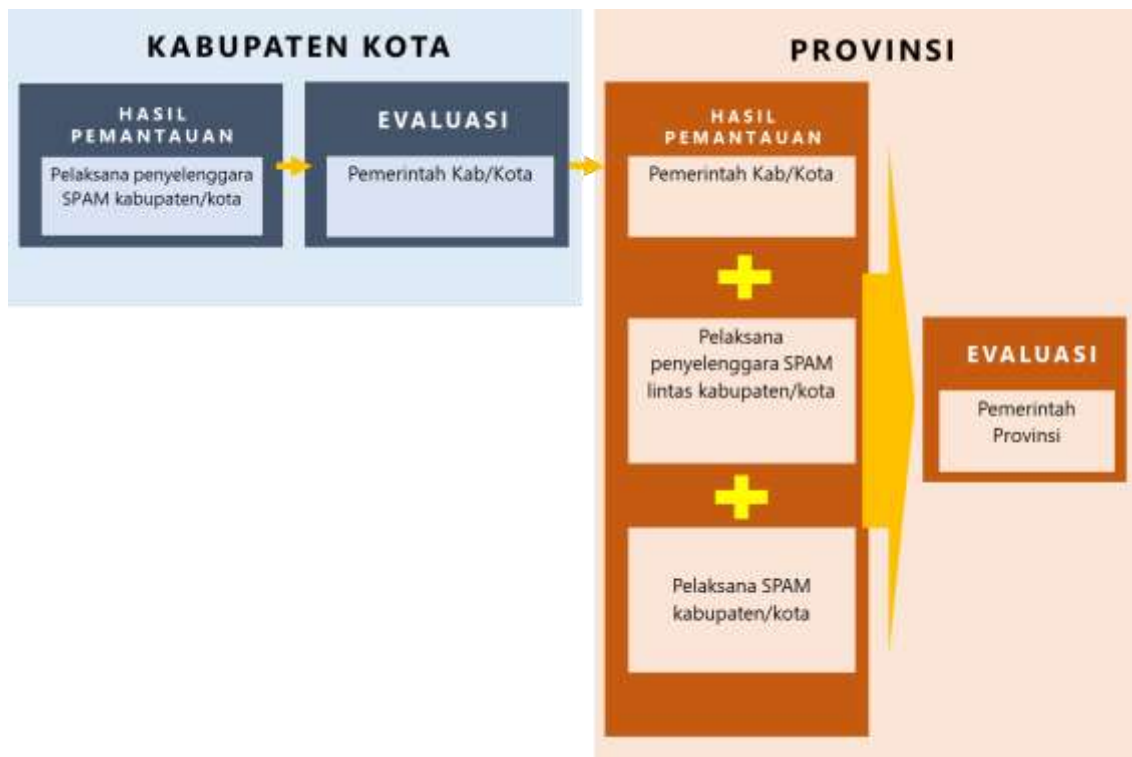 KABUPATEN KOTA
HASIL
PEMANTAUAN
Pelaksana penyelenggara
SPAM kabupaten/kota
EVALUASI
Pemerintah Kab/Kota
PROVINSI
HASIL
PEMANTAUAN
Pemerintah Kab/Kota
Pelaksana
penyelenggara SPAM
lintas kabupaten/kota
Pelaksana SPAM
kabupaten/kota
EVALUASI
Pemerintah
Provinsi